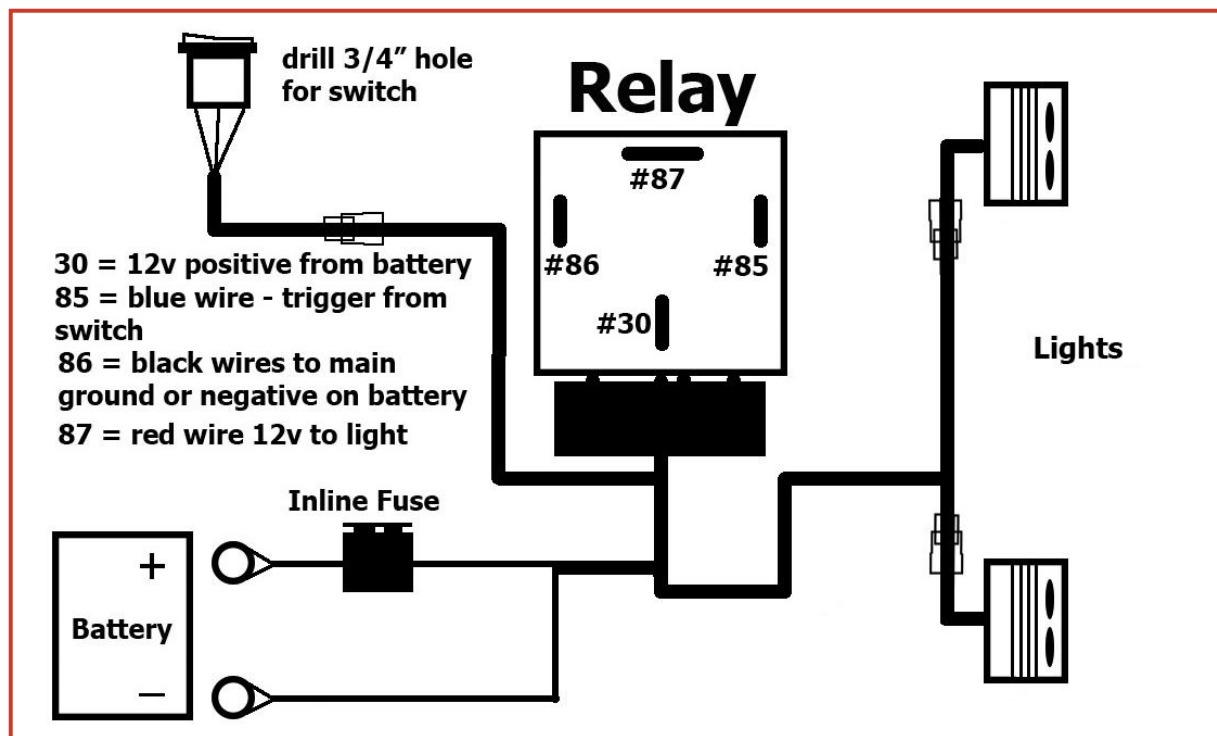 drill 3/4” hole
for switch
Relay
#87
#86
#85
#30
30 = 12v positive from battery
85 = blue wire - trigger from
switch
86 = black wires to main
ground or negative on battery
87 = red wire 12v to light
Lights
Inline Fuse
+
Battery
−